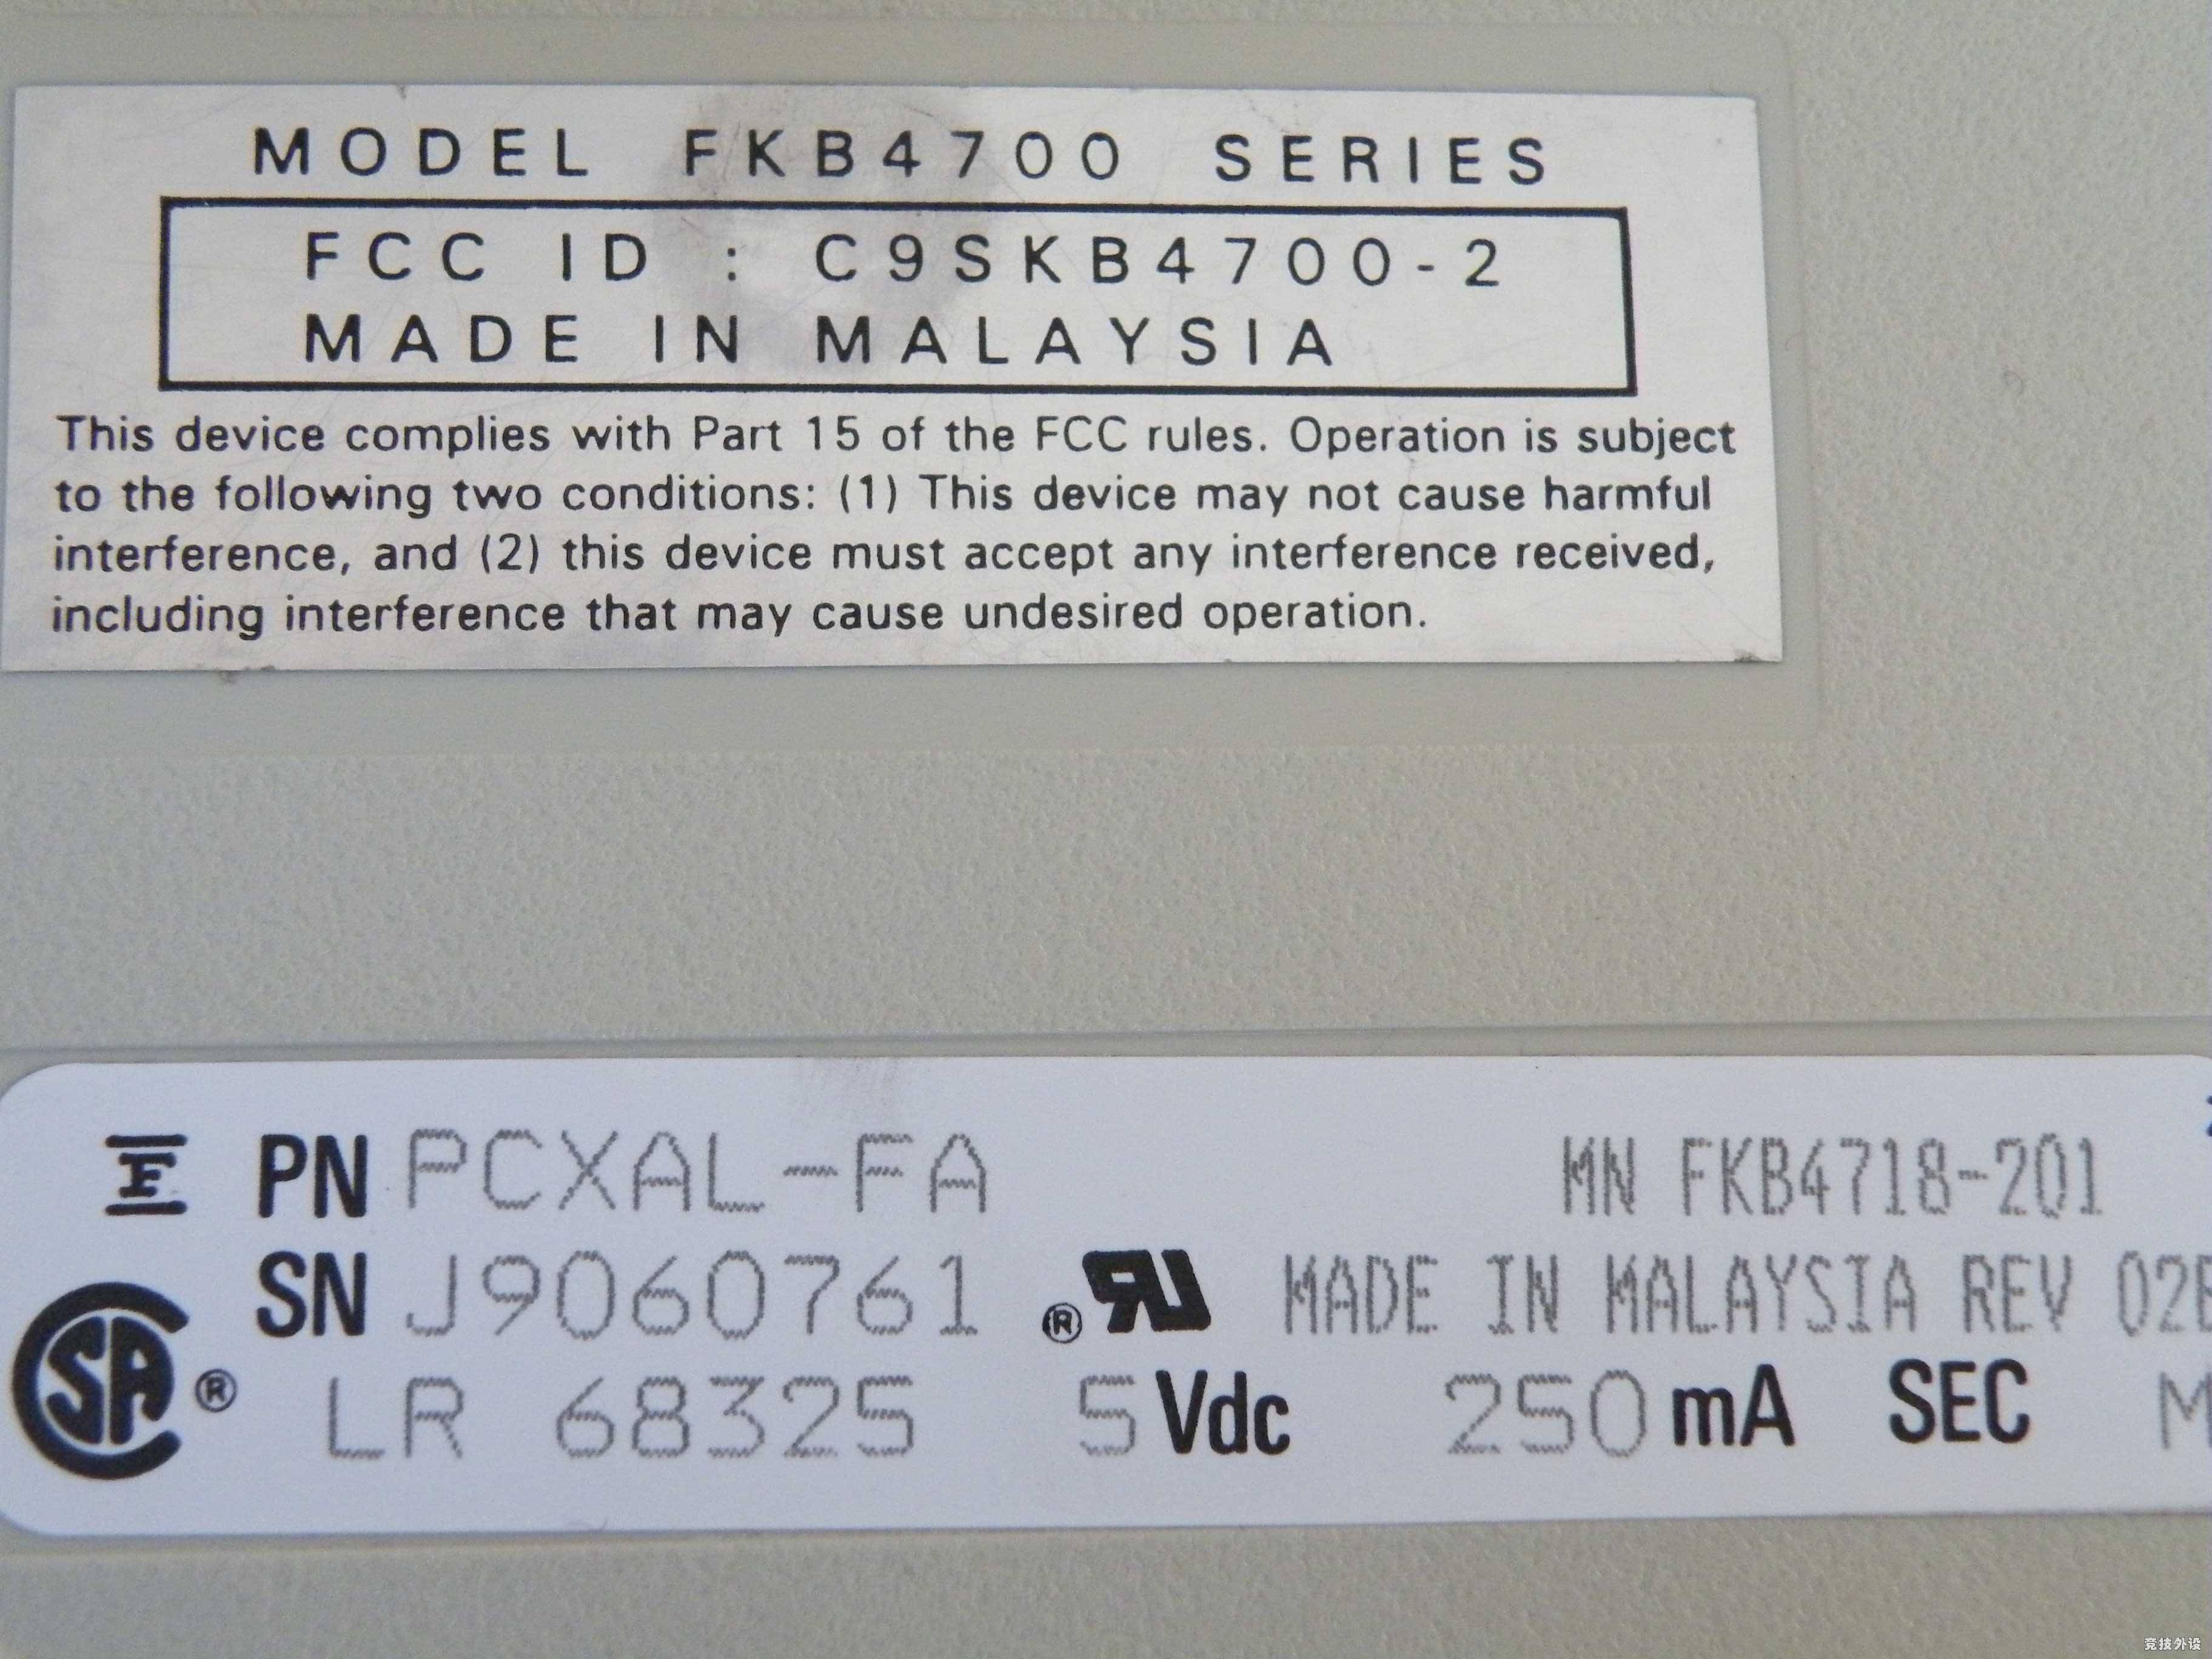 MODEL FKB4700 SERIES
FCC ID : C9SKB4700-2
MADE IN MALAYSIA
This device complies with Part 15 of the FCC rules. Operation is subject
to the following two conditions: (1) This device may not cause harmful
interference, and (2) this device must accept any interference received,
including interference that may cause undesired operation.
F PN PCXAL-FA MN FKB4718-201
SN J9060761 ® RU MADE IN MALAYSIA REV
SA ® LR 68325 5 Vdc 250 mA SEC
竞技外设